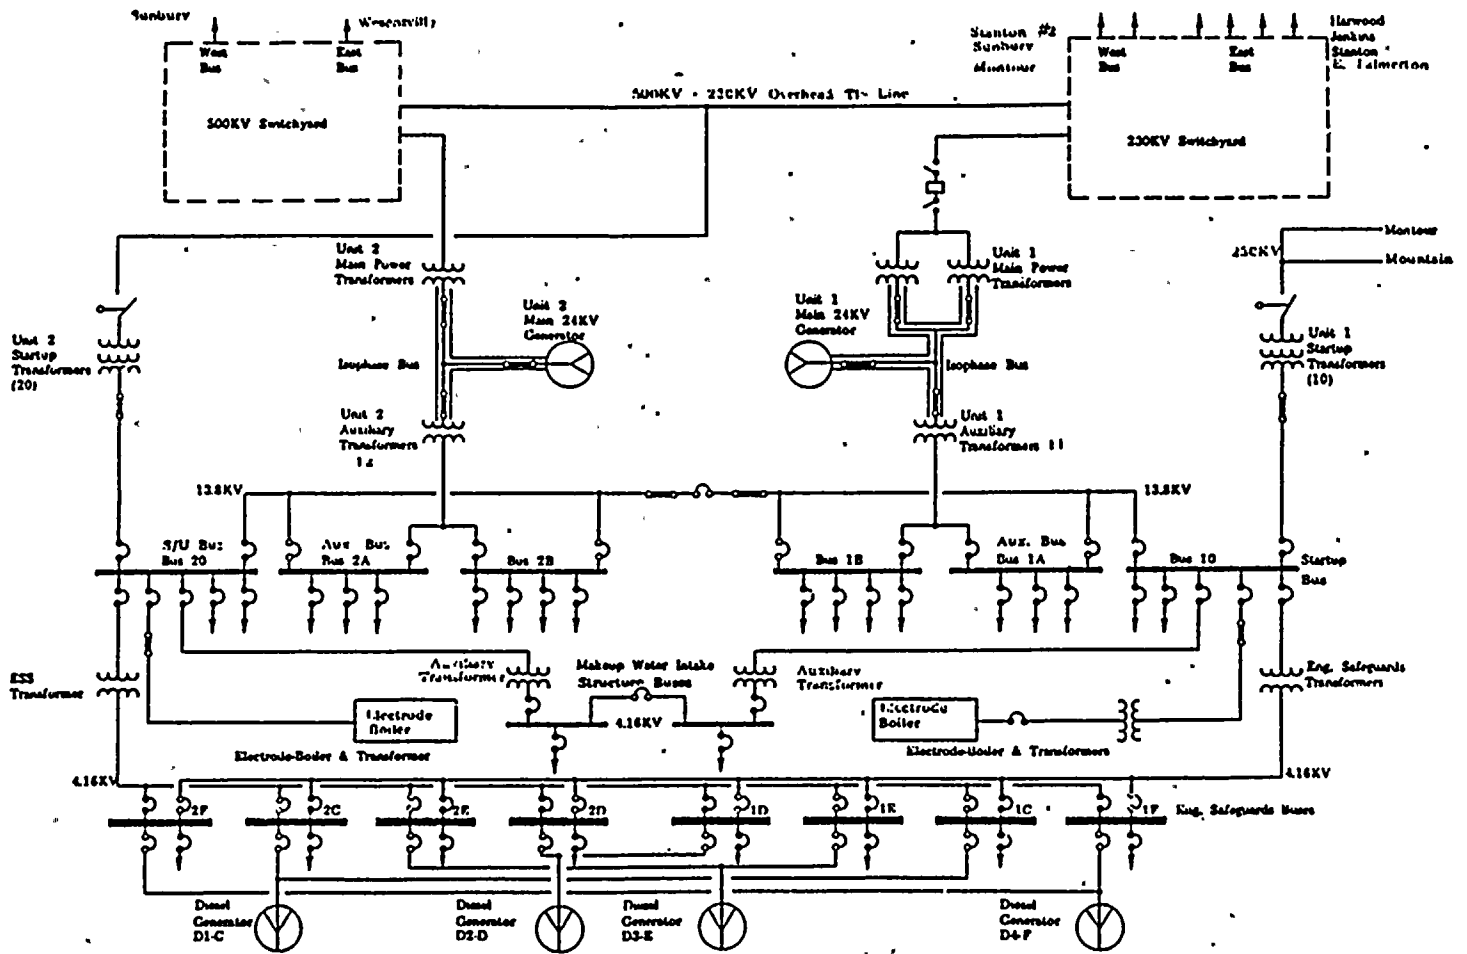 Sunbury
West
Bus
East
Bus
500KV Switchyard
Stanton #2
Sunbury
Montour
West
Bus
East
Bus
Harwood
Jenkins
Stanton
E. Palmerton
230KV Switchyard
500KV - 230KV Overhead Tie Line
Unit 2
Main Power
Transformers
Unit 2
Main 24KV
Generator
Unit 1
Main 24KV
Generator
Unit 1
Main Power
Transformers
Montour
Mountain
Unit 2
Startup
Transformers
(20)
Isophase Bus
Isophase Bus
Unit 1
Startup
Transformers
(10)
Unit 2
Auxiliary
Transformers
12
Unit 1
Auxiliary
Transformers 11
13.8KV
13.8KV
S/U Bus
Bus 20
Aux Bus
Bus 2A
Bus 2B
Bus 1B
Aux. Bus
Bus 1A
Bus 10
Startup
Bus
ESS
Transformer
Auxiliary
Transformer
Makeup Water Intake
Structure Buses
Auxiliary
Transformer
Eng. Safeguards
Transformers
Electrode
Boiler
4.16KV
Electrode
Boiler
Electrode-Boiler & Transformer
Electrode-Boiler & Transformers
4.16KV
4.16KV
2F
2C
2E
2D
1D
1E
1C
1F
Eng. Safeguards Buses
Diesel
Generator
D1-C
Diesel
Generator
D2-D
Diesel
Generator
D3-E
Diesel
Generator
D4-F